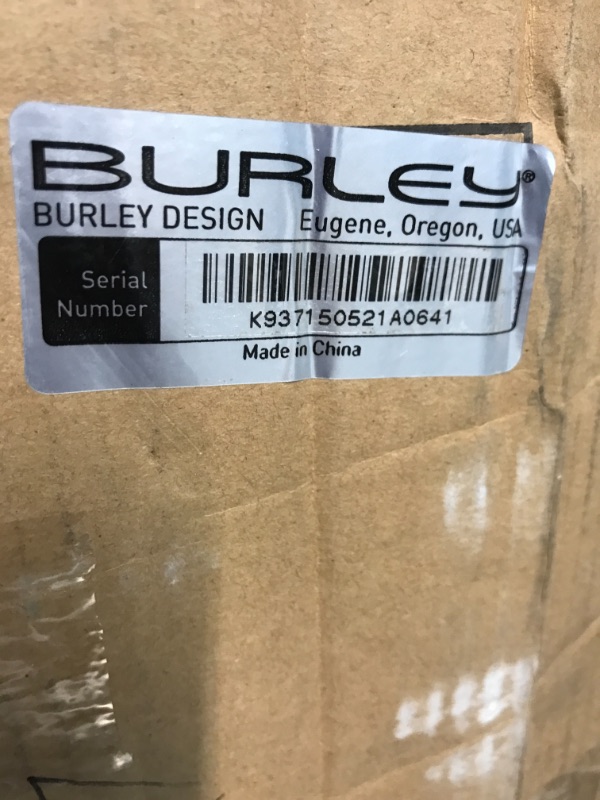 BURLEY®
BURLEY DESIGN Eugene, Oregon, USA
Serial
Number
K937150521A0641
Made in China